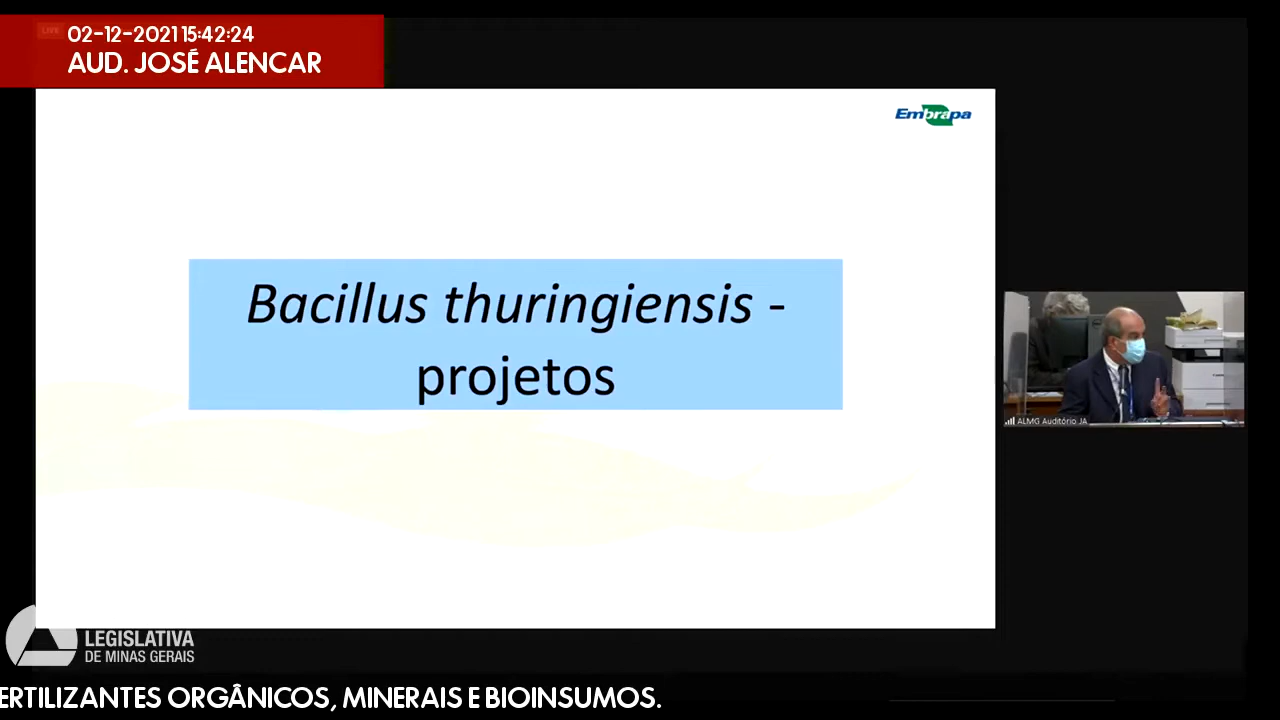 LIVE
02-12-2021 15:42:24
AUD. JOSÉ ALENCAR
Embrapa
Bacillus thuringiensis -
projetos
ALMG Auditório JA
LEGISLATIVA
DE MINAS GERAIS
ERTILIZANTES ORGÂNICOS, MINERAIS E BIOINSUMOS.